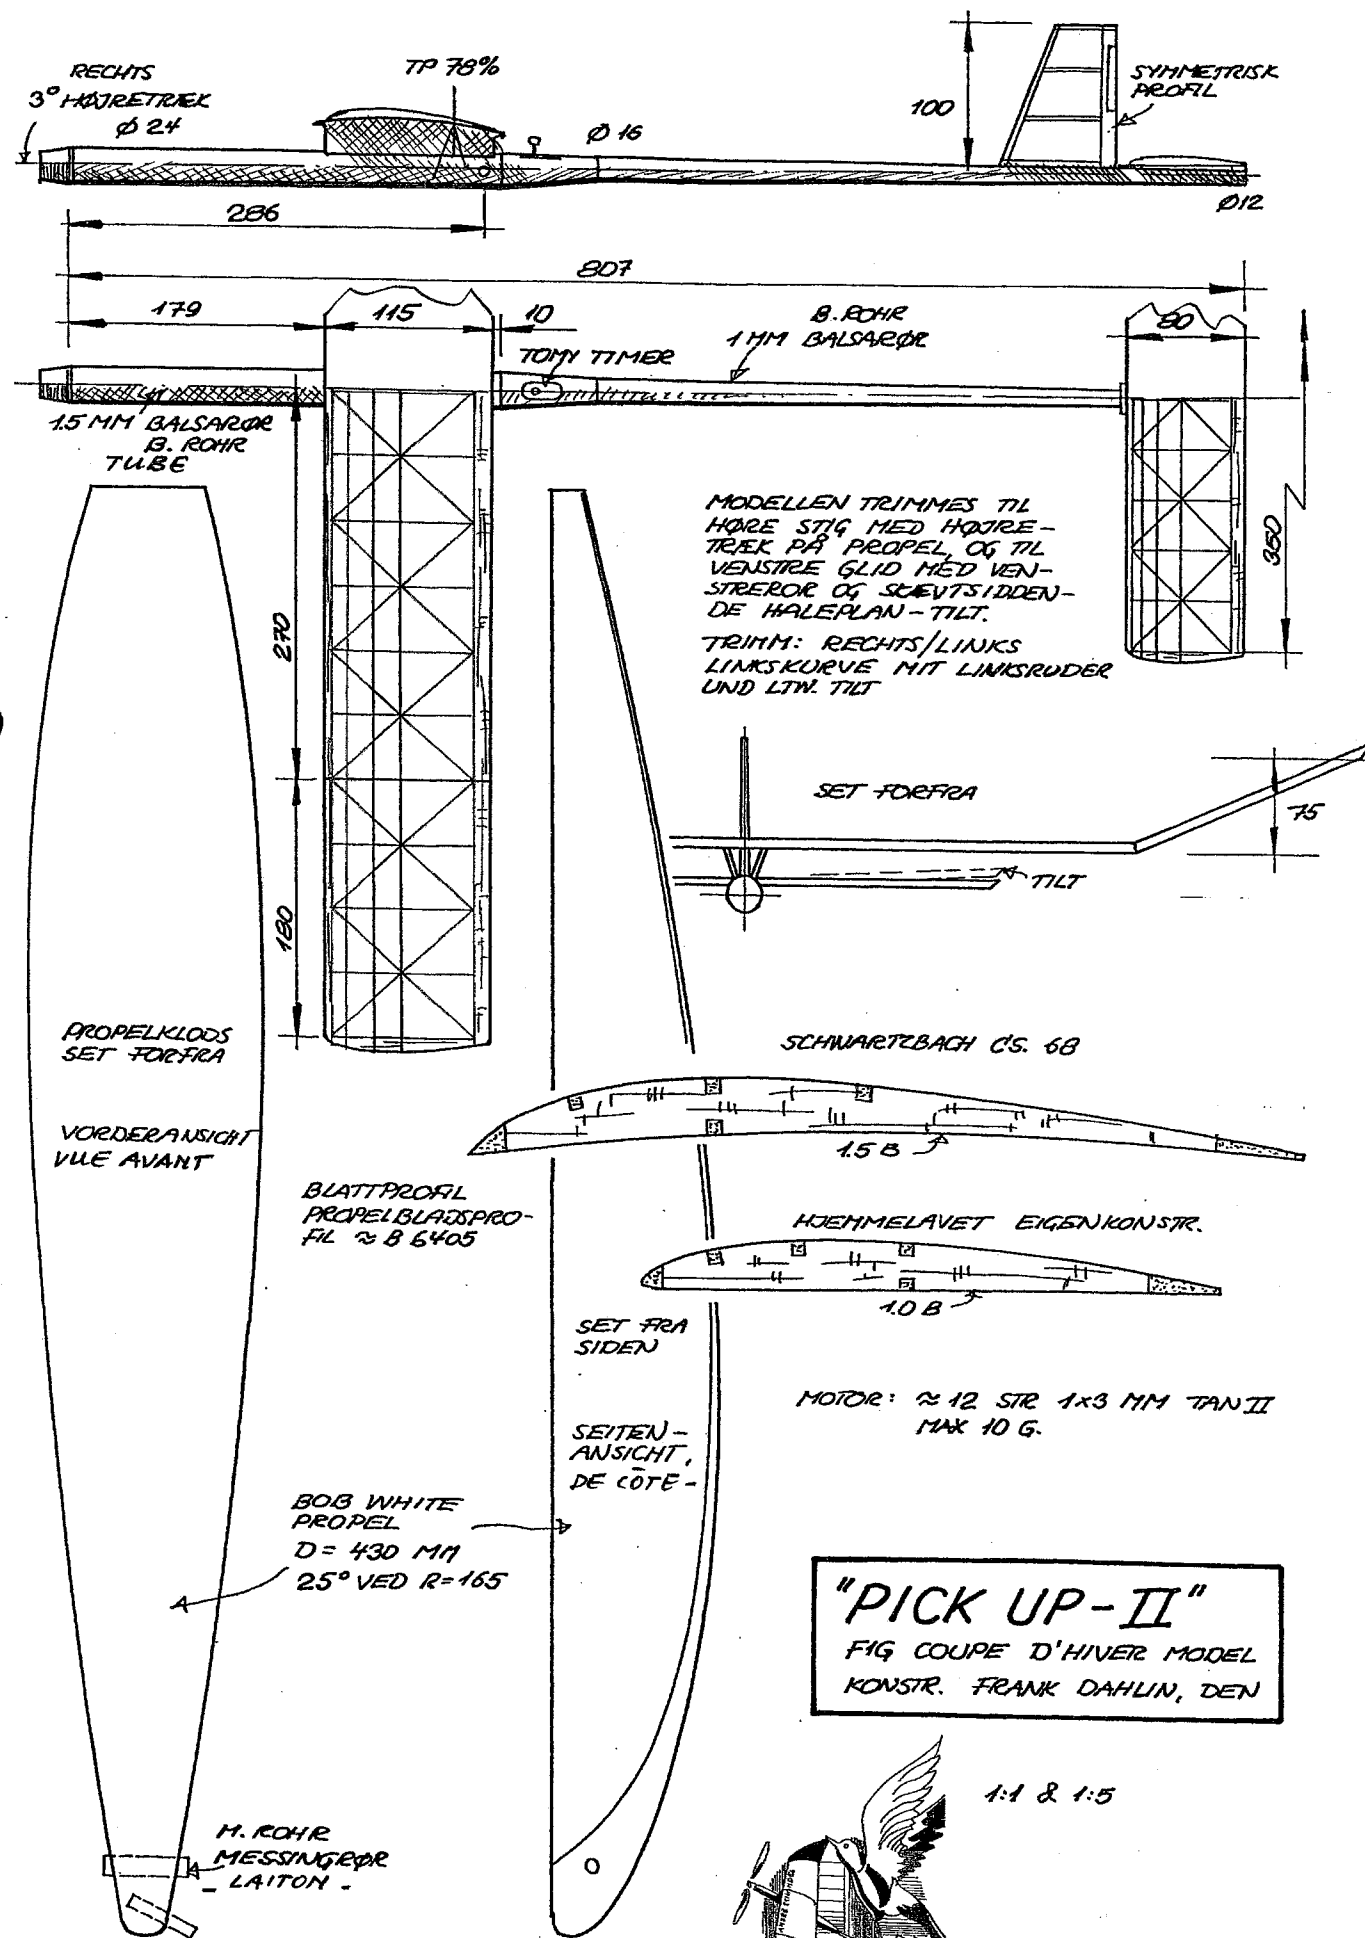 RECHTS
3° HØJRETRÆK
Ø 24
TP 78%
Ø 16
100
SYMMETRISK
PROFIL
Ø12
286
807
179
115
10
B. ROHR
1 MM BALSARØR
80
TOMY TIMER
1.5 MM BALSARØR
B. ROHR
TUBE
270
180
350
MODELLEN TRIMMES TIL
HØRE STIG MED HØJRE-
TRÆK PÅ PROPEL, OG TIL
VENSTRE GLID MED VEN-
STREROR OG SKÆVTSIDDEN-
DE HALEPLAN - TILT.
TRIMM: RECHTS/LINKS
LINKSKURVE MIT LINKSRUDER
UND LTW. TILT
SET FORFRA
75
TILT
PROPELKLODS
SET FORFRA
VORDERANSICHT
VUE AVANT
SCHWARTZBACH CS. 68
1.5 B
BLATTPROFIL
PROPELBLADSPRO-
FIL ≈ B 6405
HJEMMELAVET EIGENKONSTR.
1.0 B
SET FRA
SIDEN
SEITEN-
ANSICHT,
DE CÔTE -
MOTOR: ≈ 12 STR 1x3 MM TAN II
MAX 10 G.
BOB WHITE
PROPEL
D = 430 MM
25° VED R=165
"PICK UP - II"
F1G COUPE D'HIVER MODEL
KONSTR. FRANK DAHLIN, DEN
1:1 & 1:5
M. ROHR
MESSINGRØR
- LAITON -